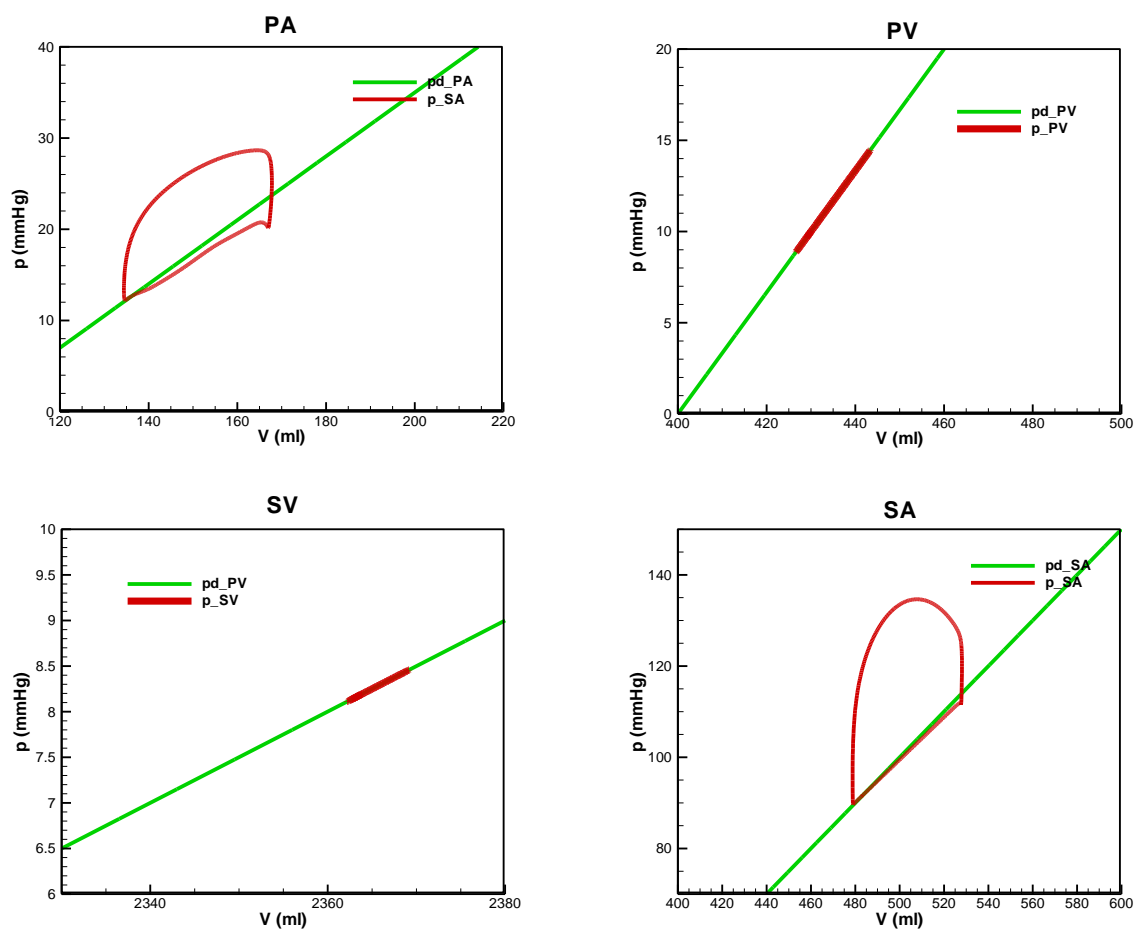 PA
40
30
20
10
0
p (mmHg)
pd_PA
p_SA
120 140 160 180 200 220
V (ml)
PV
20
15
10
5
0
p (mmHg)
pd_PV
p_PV
400 420 440 460 480 500
V (ml)
SV
10
9.5
9
8.5
8
7.5
7
6.5
6
p (mmHg)
pd_PV
p_SV
2340 2360 2380
V (ml)
SA
140
120
100
80
p (mmHg)
pd_SA
p_SA
400 420 440 460 480 500 520 540 560 580 600
V (ml)